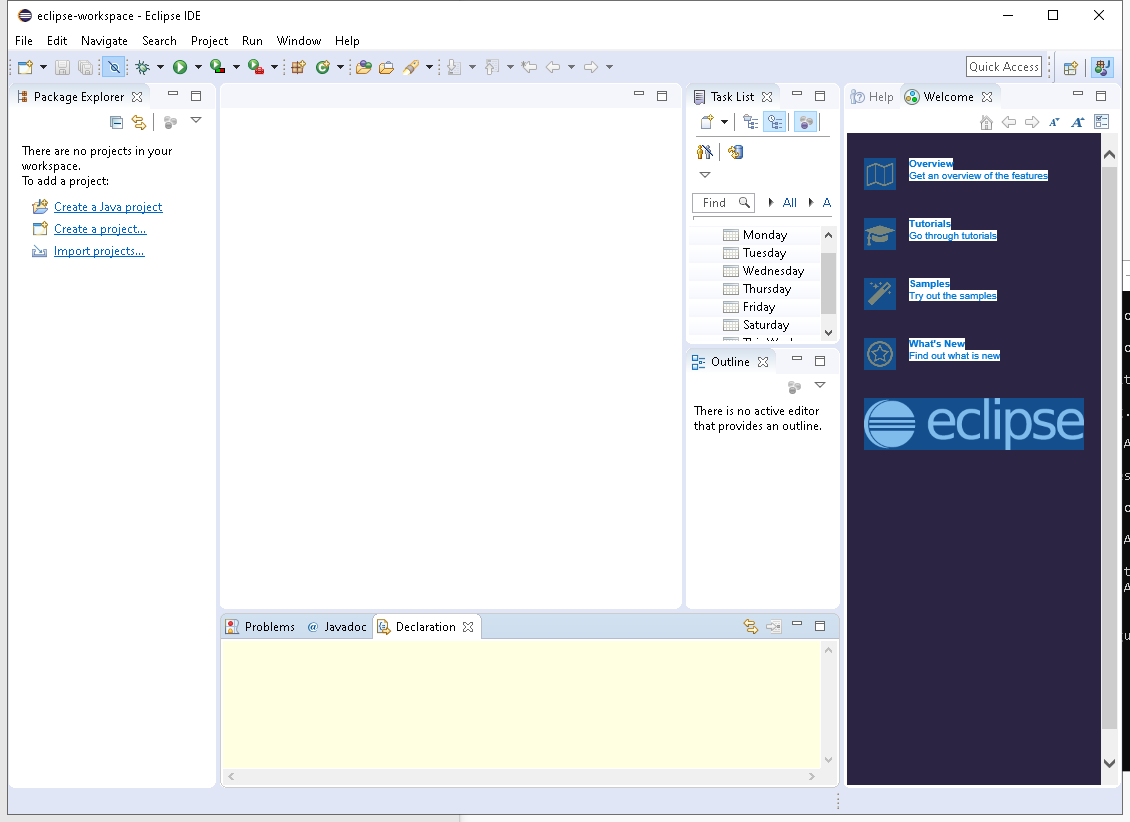 eclipse-workspace - Eclipse IDE
File Edit Navigate Search Project Run Window Help
Quick Access
Package Explorer
There are no projects in your
workspace.
To add a project:
Create a Java project
Create a project...
Import projects...
Task List
Find All A
Monday
Tuesday
Wednesday
Thursday
Friday
Saturday
Outline
There is no active editor
that provides an outline.
Help Welcome
Overview
Get an overview of the features
Tutorials
Go through tutorials
Samples
Try out the samples
What's New
Find out what is new
eclipse
Problems @ Javadoc Declaration